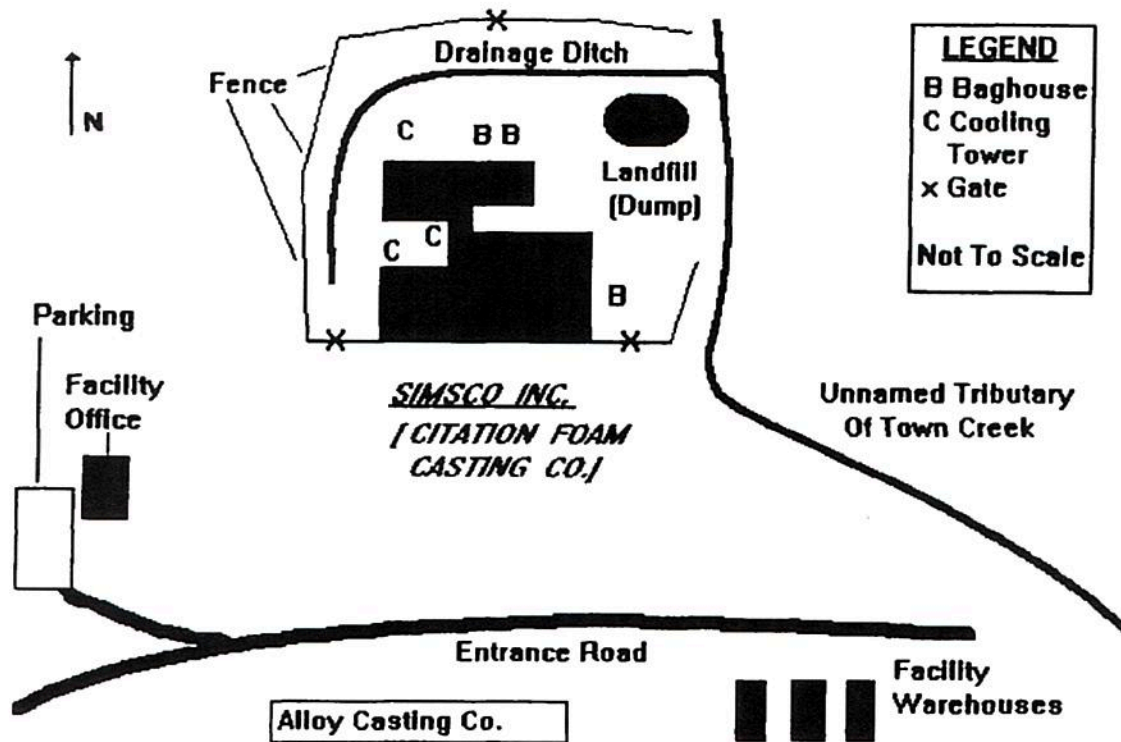 Drainage Ditch
Fence
N
C
B B
Landfill
(Dump)
C
C
B
LEGEND
B Baghouse
C Cooling
Tower
x Gate
Not To Scale
Parking
Facility
Office
SIMSCO INC.
[CITATION FOAM
CASTING CO.]
Unnamed Tributary
Of Town Creek
Entrance Road
Alloy Casting Co.
Facility
Warehouses